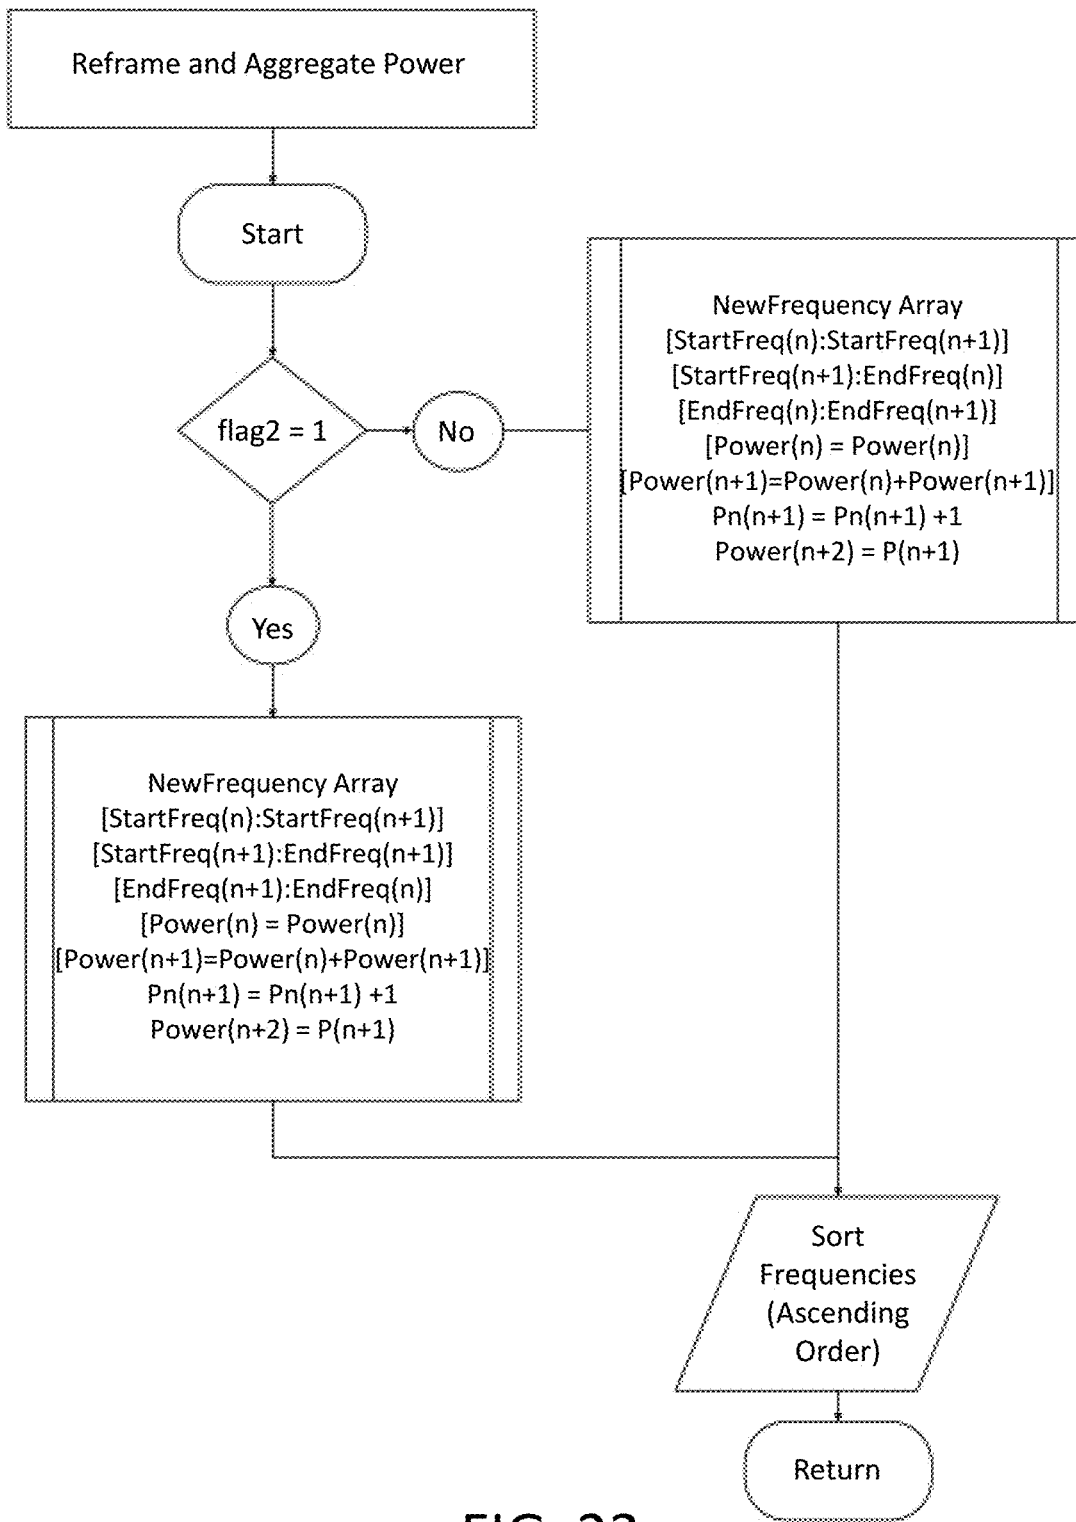 Reframe and Aggregate Power
Start
flag2 = 1
No
NewFrequency Array
[StartFreq(n):StartFreq(n+1)]
[StartFreq(n+1):EndFreq(n)]
[EndFreq(n):EndFreq(n+1)]
[Power(n) = Power(n)]
[Power(n+1)=Power(n)+Power(n+1)]
Pn(n+1) = Pn(n+1) +1
Power(n+2) = P(n+1)
Yes
NewFrequency Array
[StartFreq(n):StartFreq(n+1)]
[StartFreq(n+1):EndFreq(n+1)]
[EndFreq(n+1):EndFreq(n)]
[Power(n) = Power(n)]
[Power(n+1)=Power(n)+Power(n+1)]
Pn(n+1) = Pn(n+1) +1
Power(n+2) = P(n+1)
Sort
Frequencies
(Ascending
Order)
Return